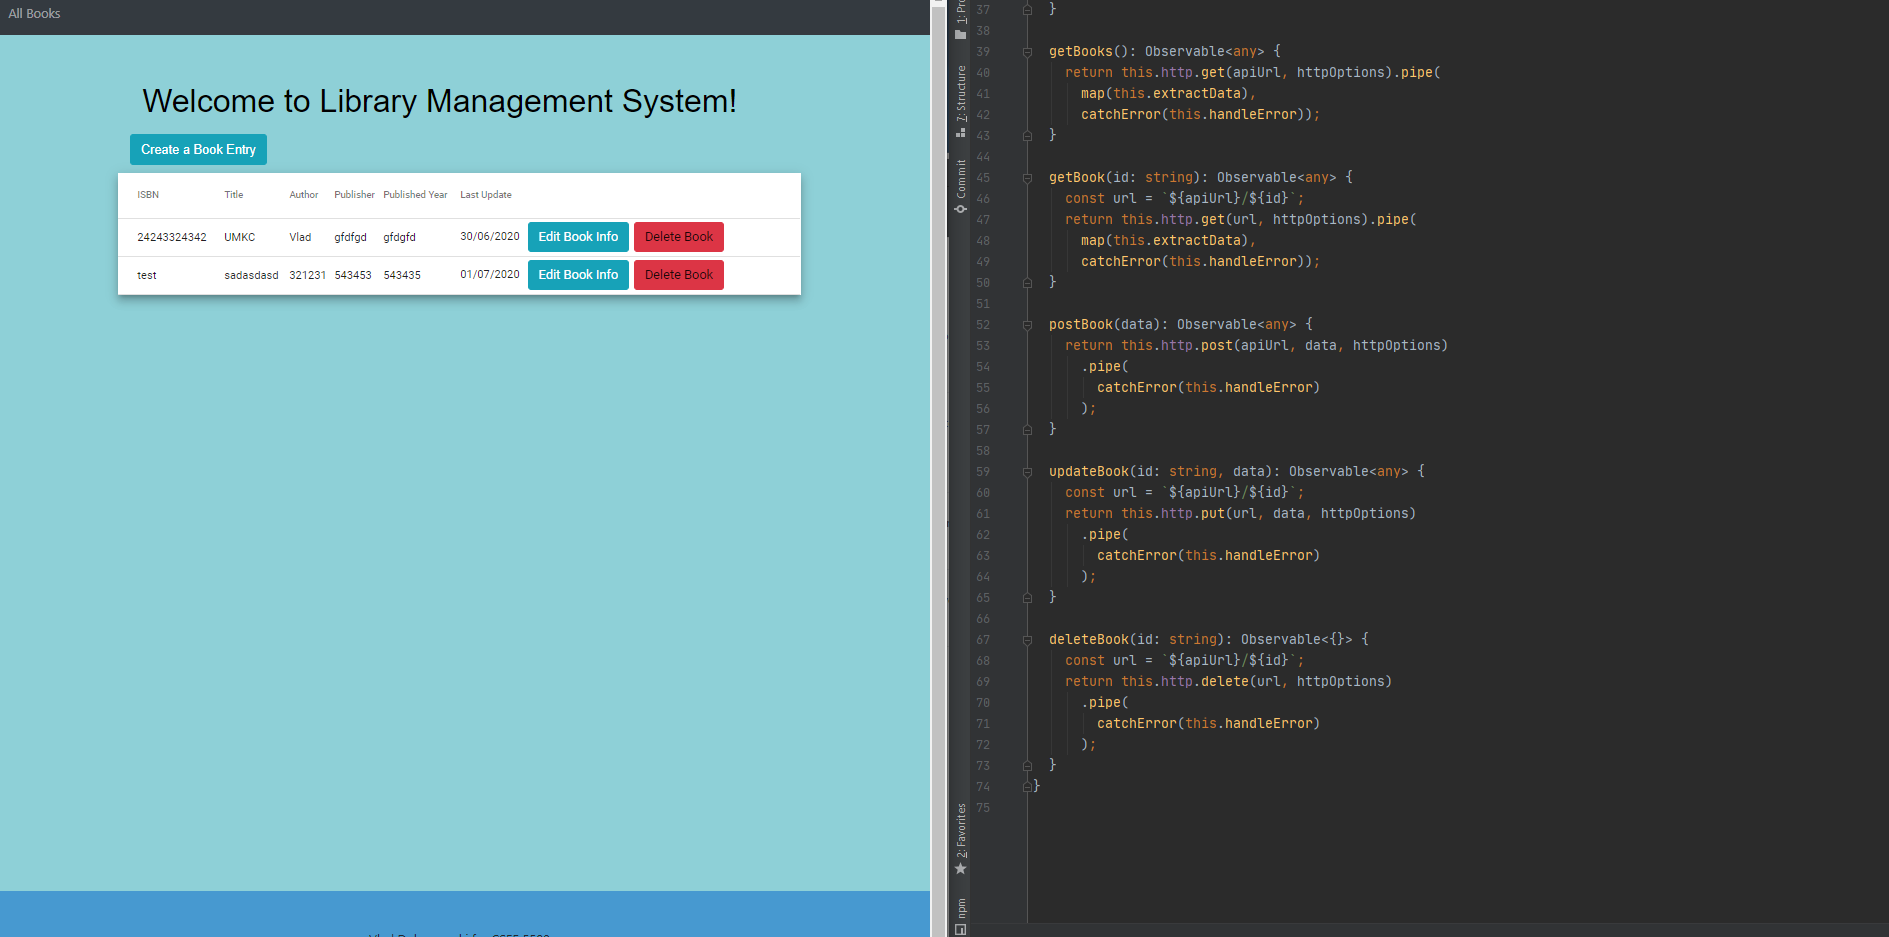 All Books
Welcome to Library Management System!
Create a Book Entry
ISBN Title Author Publisher Published Year Last Update
24243324342 UMKC Vlad gfdfgd gfdgfd 30/06/2020 Edit Book Info Delete Book
test sadasdasd 321231 543453 543435 01/07/2020 Edit Book Info Delete Book
7: Structure
Commit
2: Favorites
npm
37 }
38
39 getBooks(): Observable<any> {
40 return this.http.get(apiUrl, httpOptions).pipe(
41 map(this.extractData),
42 catchError(this.handleError));
43 }
44
45 getBook(id: string): Observable<any> {
46 const url = `${apiUrl}/${id}`;
47 return this.http.get(url, httpOptions).pipe(
48 map(this.extractData),
49 catchError(this.handleError));
50 }
51
52 postBook(data): Observable<any> {
53 return this.http.post(apiUrl, data, httpOptions)
54 .pipe(
55 catchError(this.handleError)
56 );
57 }
58
59 updateBook(id: string, data): Observable<any> {
60 const url = `${apiUrl}/${id}`;
61 return this.http.put(url, data, httpOptions)
62 .pipe(
63 catchError(this.handleError)
64 );
65 }
66
67 deleteBook(id: string): Observable<{}> {
68 const url = `${apiUrl}/${id}`;
69 return this.http.delete(url, httpOptions)
70 .pipe(
71 catchError(this.handleError)
72 );
73 }
74 }
75